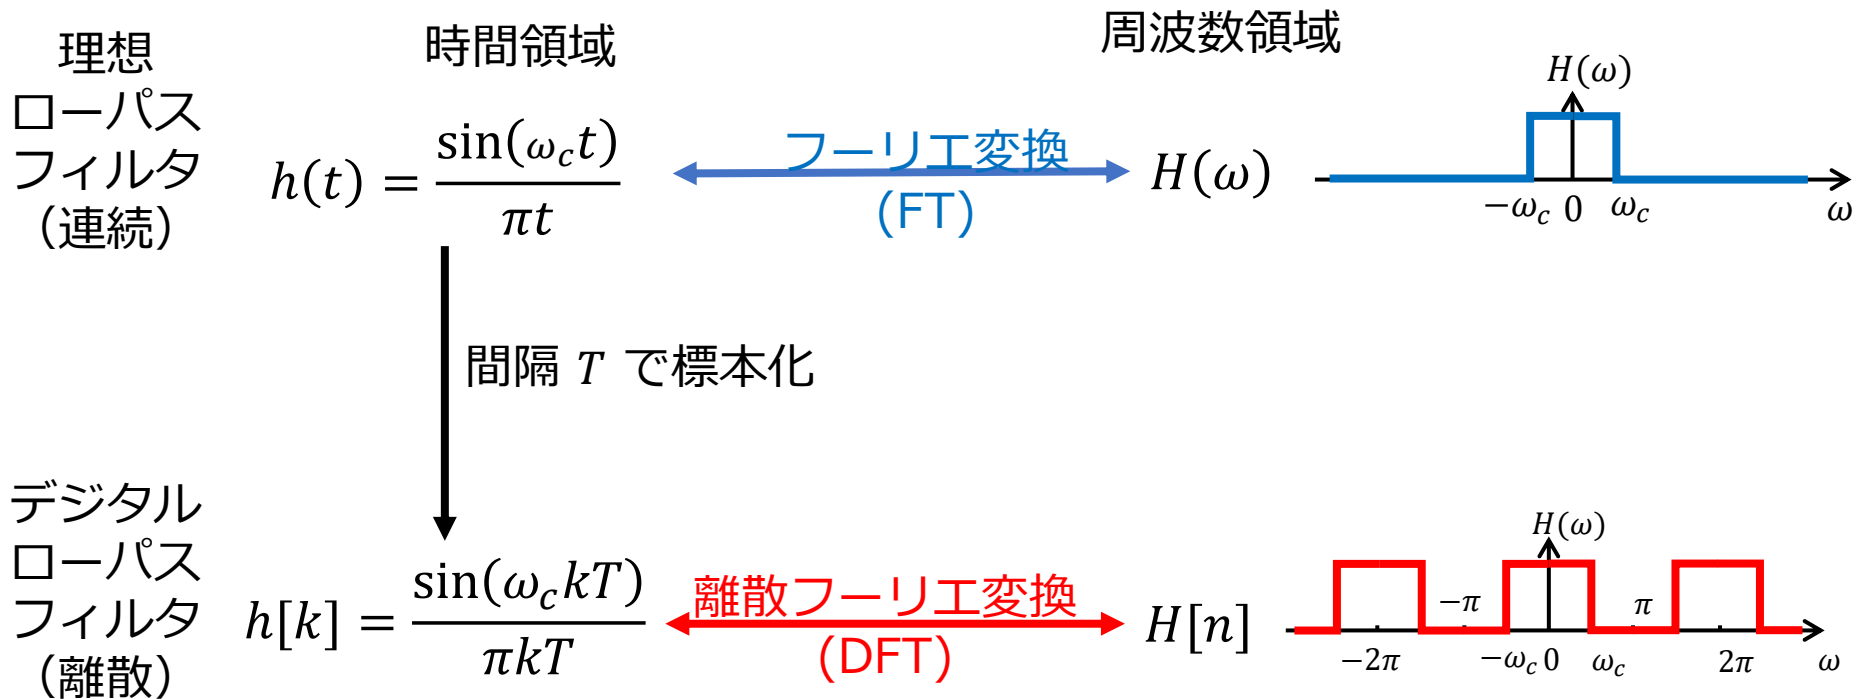 理想
ローパス
フィルタ
（連続）
時間領域
周波数領域
h(t) = sin(ω_c t) / πt
フーリエ変換
(FT)
H(ω)
H(ω)
−ω_c 0 ω_c ω
間隔 T で標本化
デジタル
ローパス
フィルタ
（離散）
h[k] = sin(ω_c kT) / πkT
離散フーリエ変換
(DFT)
H[n]
H(ω)
−π π
−2π −ω_c 0 ω_c 2π ω